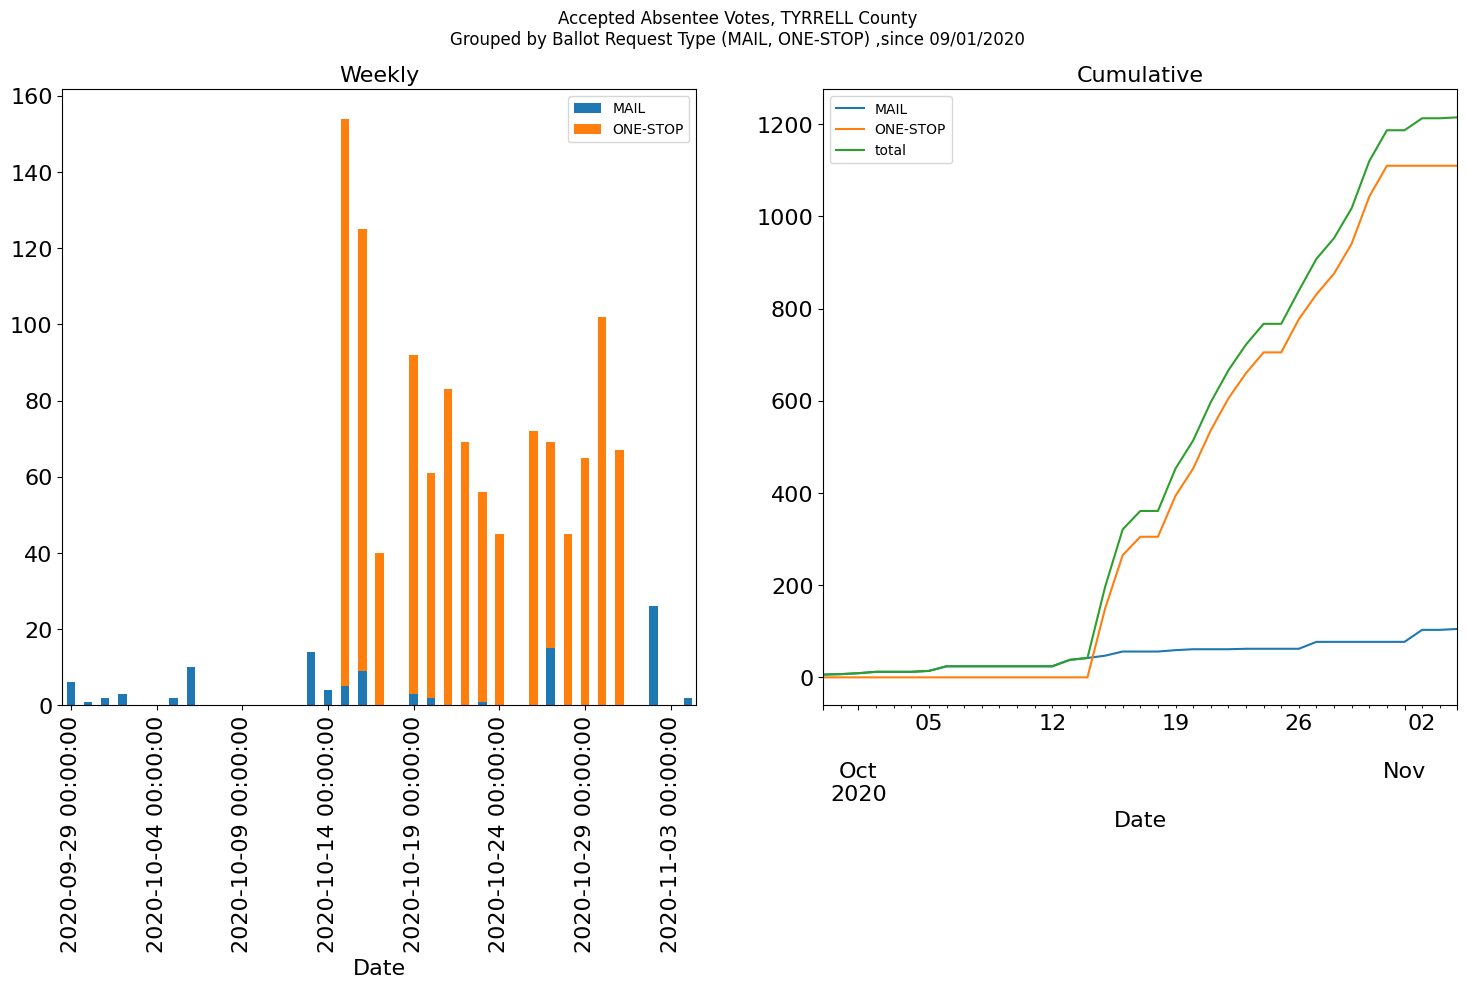 Accepted Absentee Votes, TYRRELL County
Grouped by Ballot Request Type (MAIL, ONE-STOP) ,since 09/01/2020
Weekly
160
140
120
100
80
60
40
20
0
MAIL
ONE-STOP
2020-09-29 00:00:00
2020-10-04 00:00:00
2020-10-09 00:00:00
2020-10-14 00:00:00
2020-10-19 00:00:00
2020-10-24 00:00:00
2020-10-29 00:00:00
2020-11-03 00:00:00
Date
Cumulative
1200
1000
800
600
400
200
0
MAIL
ONE-STOP
total
05
12
19
26
02
Oct
2020
Nov
Date